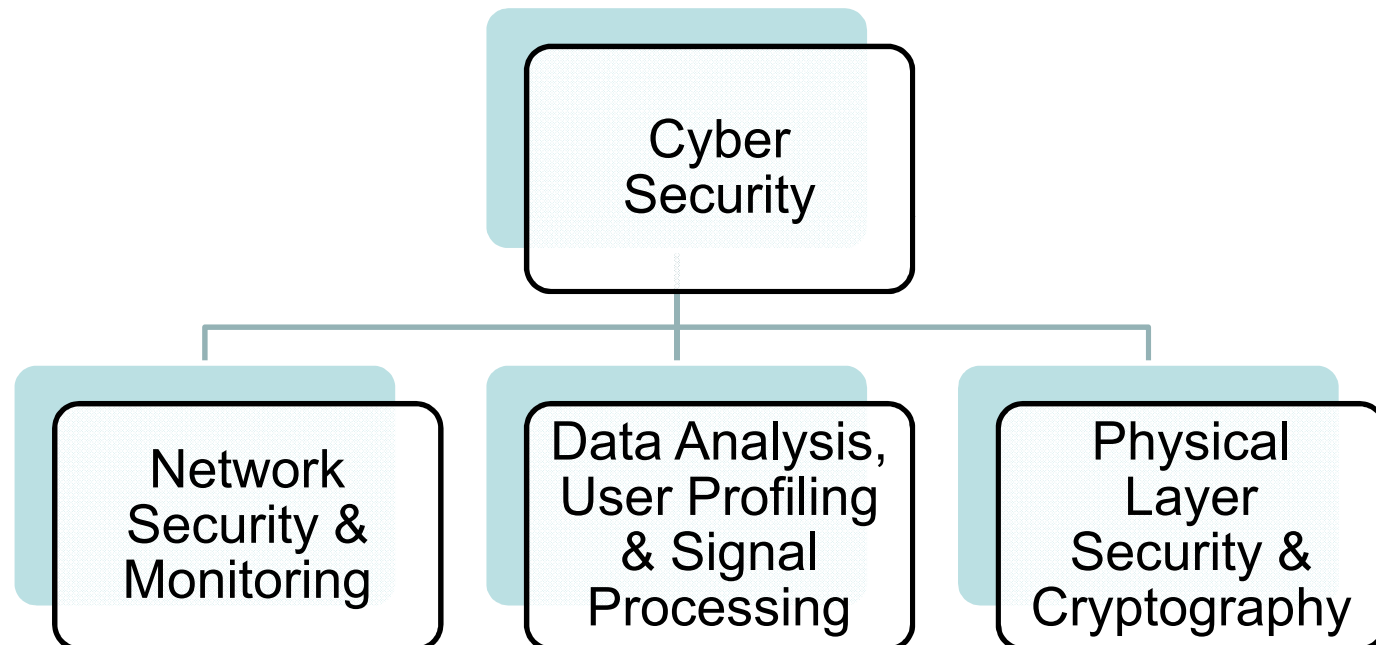 Cyber
Security
Network
Security &
Monitoring
Data Analysis,
User Profiling
& Signal
Processing
Physical
Layer
Security &
Cryptography